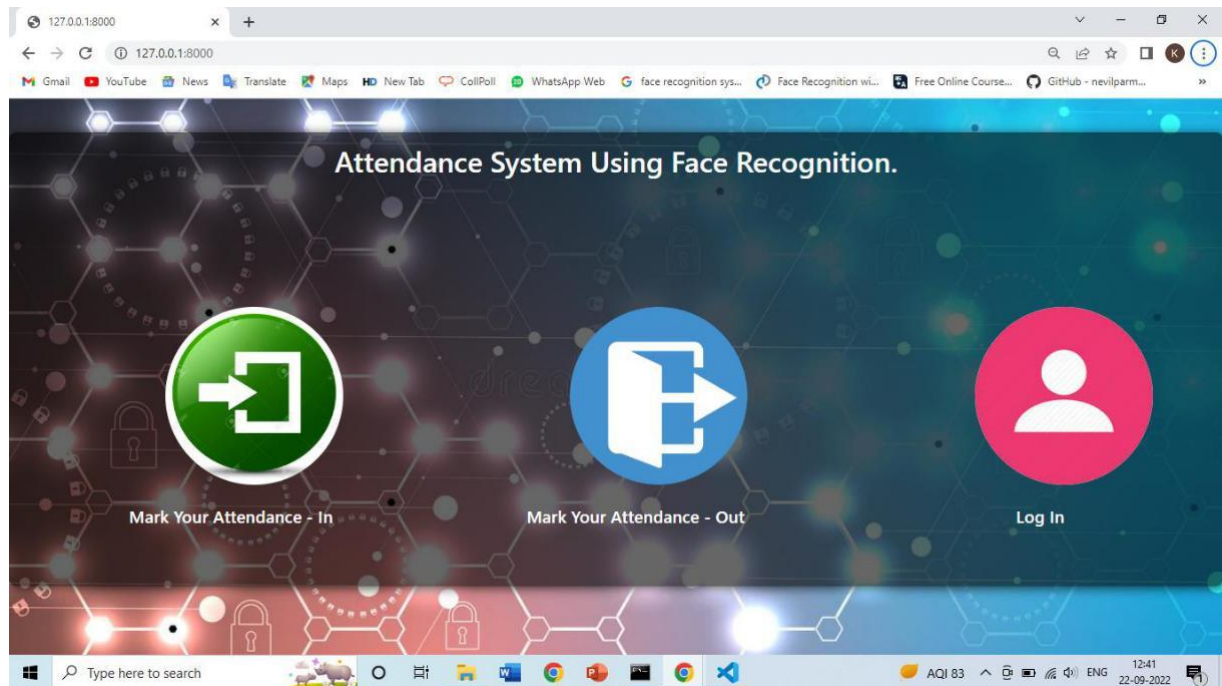 127.0.0.1:8000
127.0.0.1:8000
K
Gmail YouTube News Translate Maps HD New Tab CollPoll WhatsApp Web face recognition sys... Face Recognition wi... Free Online Course... GitHub - nevilparm... »
Attendance System Using Face Recognition.
Mark Your Attendance - In
Mark Your Attendance - Out
Log In
Type here to search
AQI 83 ENG 12:41
22-09-2022